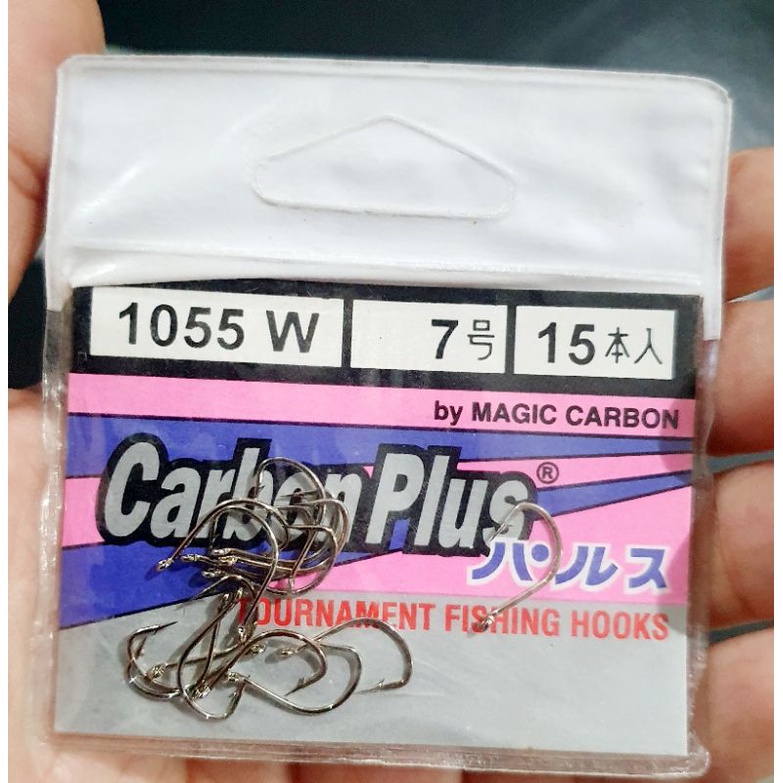 1055 W 7号 15本入
by MAGIC CARBON
Carbon Plus®
パルス
TOURNAMENT FISHING HOOKS